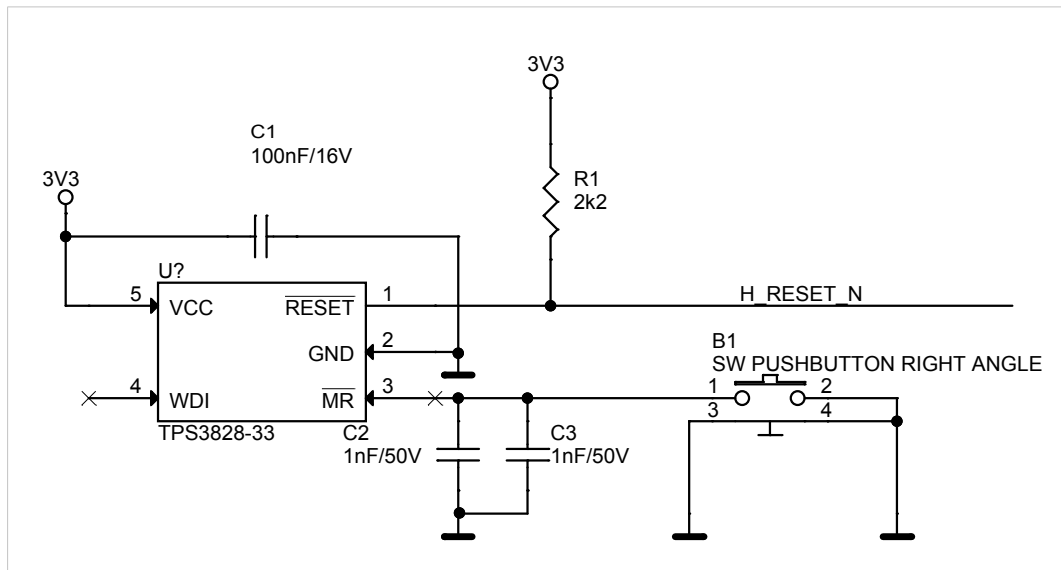 3V3
C1
100nF/16V
3V3
R1
2k2
U?
5
VCC
RESET
1
H_RESET_N
GND
2
B1
SW PUSHBUTTON RIGHT ANGLE
4
WDI
MR
3
1
2
3
4
TPS3828-33
C2
1nF/50V
C3
1nF/50V